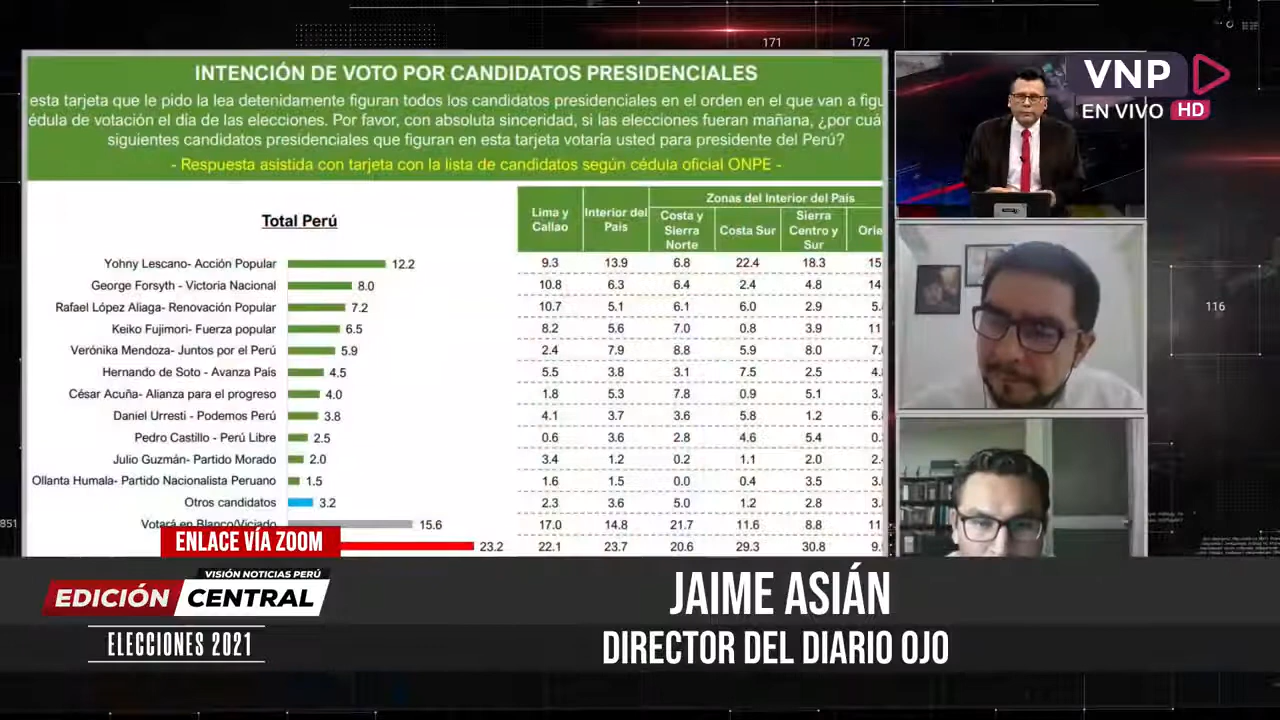 171
172
VNP
EN VIVO HD
INTENCIÓN DE VOTO POR CANDIDATOS PRESIDENCIALES
esta tarjeta que le pido la lea detenidamente figuran todos los candidatos presidenciales en el orden en el que van a figu
édula de votación el día de las elecciones. Por favor, con absoluta sinceridad, si las elecciones fueran mañana, ¿por cuá
siguientes candidatos presidenciales que figuran en esta tarjeta votaría usted para presidente del Perú?
- Respuesta asistida con tarjeta con la lista de candidatos según cédula oficial ONPE -
Total Perú
Lima y Callao
Interior del País
Zonas del Interior del País
Costa y Sierra Norte
Costa Sur
Sierra Centro y Sur
Orie
Yohny Lescano- Acción Popular 12.2 9.3 13.9 6.8 22.4 18.3 15
George Forsyth - Victoria Nacional 8.0 10.8 6.3 6.4 2.4 4.8 14
Rafael López Aliaga- Renovación Popular 7.2 10.7 5.1 6.1 6.0 2.9 5.
Keiko Fujimori- Fuerza popular 6.5 8.2 5.6 7.0 0.8 3.9 11
Verónika Mendoza- Juntos por el Perú 5.9 2.4 7.9 8.8 5.9 8.0 7.
Hernando de Soto - Avanza País 4.5 5.5 3.8 3.1 7.5 2.5 4.
César Acuña- Alianza para el progreso 4.0 1.8 5.3 7.8 0.9 5.1 3.
Daniel Urresti - Podemos Perú 3.8 4.1 3.7 3.6 5.8 1.2 6.
Pedro Castillo - Perú Libre 2.5 0.6 3.6 2.8 4.6 5.4 0.
Julio Guzmán- Partido Morado 2.0 3.4 1.2 0.2 1.1 2.0 2.
Ollanta Humala- Partido Nacionalista Peruano 1.5 1.6 1.5 0.0 0.4 3.5 3.
Otros candidatos 3.2 2.3 3.6 5.0 1.2 2.8 3.
Votará en Blanco/Viciado 15.6 17.0 14.8 21.7 11.6 8.8 11
23.2 22.1 23.7 20.6 29.3 30.8 9.
116
851
ENLACE VÍA ZOOM
VISIÓN NOTICIAS PERÚ
EDICIÓN CENTRAL
ELECCIONES 2021
JAIME ASIÁN
DIRECTOR DEL DIARIO OJO